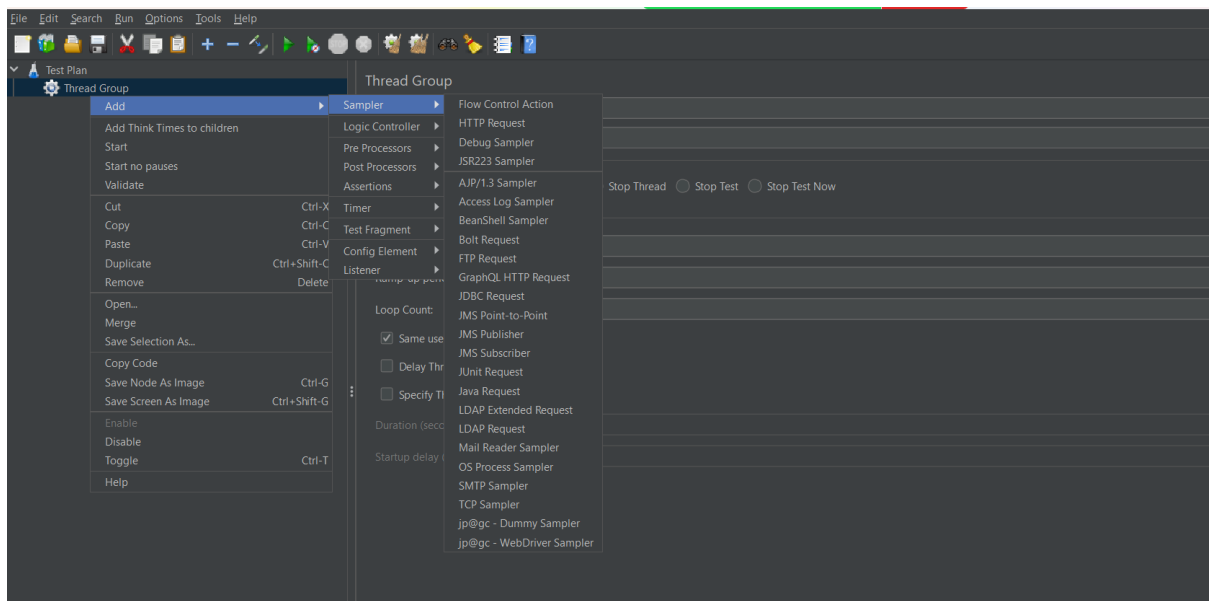 File Edit Search Run Options Tools Help
Test Plan
Thread Group
Thread Group
Add
Add Think Times to children
Start
Start no pauses
Validate
Cut Ctrl-X
Copy Ctrl-C
Paste Ctrl-V
Duplicate Ctrl+Shift-C
Remove Delete
Open...
Merge
Save Selection As...
Copy Code
Save Node As Image Ctrl-G
Save Screen As Image Ctrl+Shift-G
Enable
Disable
Toggle Ctrl-T
Help
Sampler
Logic Controller
Pre Processors
Post Processors
Assertions
Timer
Test Fragment
Config Element
Listener
Flow Control Action
HTTP Request
Debug Sampler
JSR223 Sampler
AJP/1.3 Sampler
Access Log Sampler
BeanShell Sampler
Bolt Request
FTP Request
GraphQL HTTP Request
JDBC Request
JMS Point-to-Point
JMS Publisher
JMS Subscriber
JUnit Request
Java Request
LDAP Extended Request
LDAP Request
Mail Reader Sampler
OS Process Sampler
SMTP Sampler
TCP Sampler
jp@gc - Dummy Sampler
jp@gc - WebDriver Sampler
Stop Thread Stop Test Stop Test Now
Loop Count:
Same use
Delay Thr
Specify
Duration (seco
Startup delay